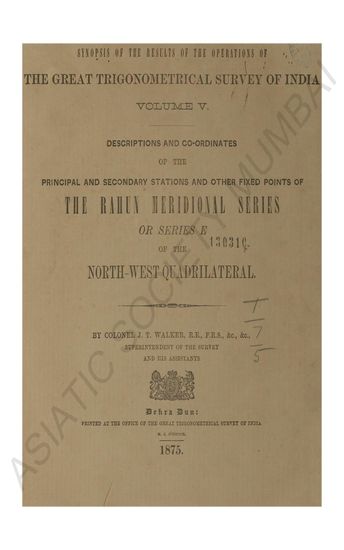 SYNOPSIS OF THE RESULTS OF THE OPERATIONS OF
THE GREAT TRIGONOMETRICAL SURVEY OF INDIA
VOLUME V.
DESCRIPTIONS AND CO-ORDINATES
OF THE
PRINCIPAL AND SECONDARY STATIONS AND OTHER FIXED POINTS OF
THE RAHUN MERIDIONAL SERIES
OR SERIES E
130310.
OF THE
NORTH-WEST QUADRILATERAL.
T/7/5
BY COLONEL J. T. WALKER, R.E., F.R.S., &c., &c.,
SUPERINTENDENT OF THE SURVEY
AND HIS ASSISTANTS
Dehra Dun:
PRINTED AT THE OFFICE OF THE GREAT TRIGONOMETRICAL SURVEY OF INDIA
1875.
ASIATIC SOCIETY MUMBAI